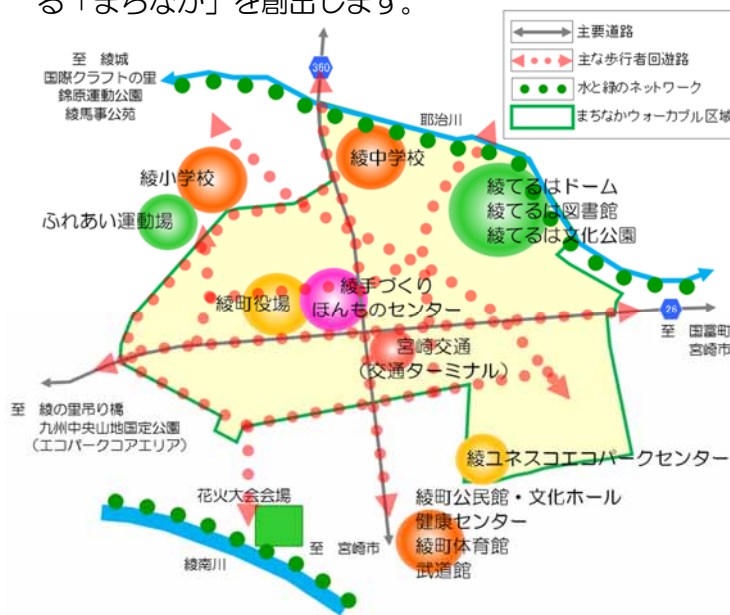 る「まちなか」を創出します。
主要道路
主な歩行者回遊路
水と緑のネットワーク
まちなかウォーカブル区域
至 綾城
国際クラフトの里
錦原運動公園
綾馬事公苑
360
耶治川
綾中学校
綾小学校
ふれあい運動場
綾てるはドーム
綾てるは図書館
綾てるは文化公園
綾町役場
綾手づくり
ほんものセンター
26
至 国富町
宮崎市
宮崎交通
(交通ターミナル)
至 綾の里吊り橋
九州中央山地国定公園
(エコパークコアエリア)
綾ユネスコエコパークセンター
花火大会会場
綾南川
至 宮崎市
綾町公民館・文化ホール
健康センター
綾町体育館
武道館